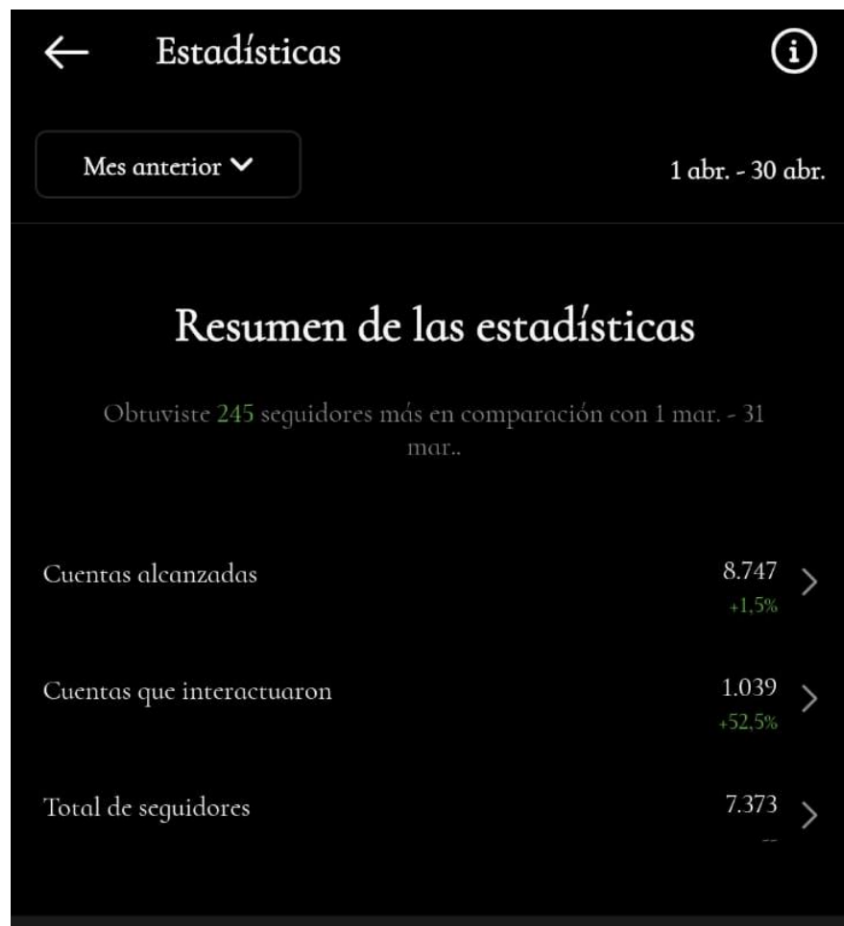 Estadísticas
Mes anterior
1 abr. - 30 abr.
Resumen de las estadísticas
Obtuviste 245 seguidores más en comparación con 1 mar. - 31
mar..
Cuentas alcanzadas
8.747
+1,5%
Cuentas que interactuaron
1.039
+52,5%
Total de seguidores
7.373
--